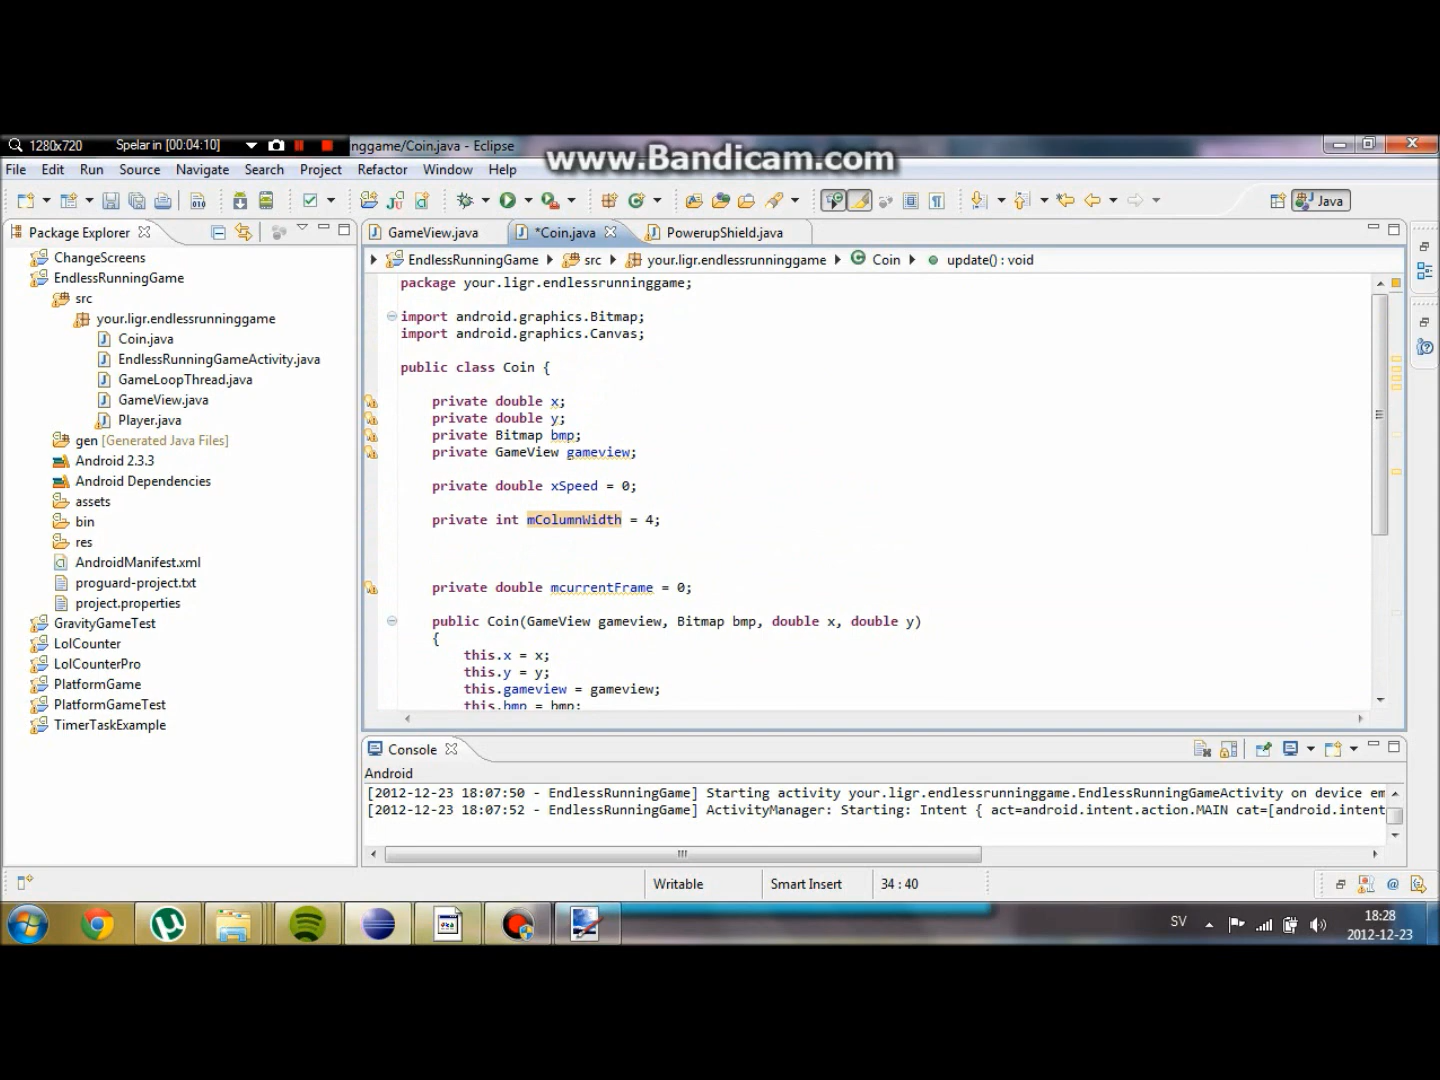 1280x720 Spelar in [00:04:10] nggame/Coin.java - Eclipse
www.Bandicam.com
File Edit Run Source Navigate Search Project Refactor Window Help
Java
Package Explorer
GameView.java *Coin.java PowerupShield.java
EndlessRunningGame src your.ligr.endlessrunninggame Coin update() : void
ChangeScreens
EndlessRunningGame
src
your.ligr.endlessrunninggame
Coin.java
EndlessRunningGameActivity.java
GameLoopThread.java
GameView.java
Player.java
gen [Generated Java Files]
Android 2.3.3
Android Dependencies
assets
bin
res
AndroidManifest.xml
proguard-project.txt
project.properties
GravityGameTest
LolCounter
LolCounterPro
PlatformGame
PlatformGameTest
TimerTaskExample
package your.ligr.endlessrunninggame;
import android.graphics.Bitmap;
import android.graphics.Canvas;
public class Coin {
private double x;
private double y;
private Bitmap bmp;
private GameView gameview;
private double xSpeed = 0;
private int mColumnWidth = 4;
private double mcurrentFrame = 0;
public Coin(GameView gameview, Bitmap bmp, double x, double y)
{
this.x = x;
this.y = y;
this.gameview = gameview;
this.bmp = bmp;
Console
Android
[2012-12-23 18:07:50 - EndlessRunningGame] Starting activity your.ligr.endlessrunninggame.EndlessRunningGameActivity on device em
[2012-12-23 18:07:52 - EndlessRunningGame] ActivityManager: Starting: Intent { act=android.intent.action.MAIN cat=[android.intent
Writable Smart Insert 34 : 40
SV 18:28
2012-12-23